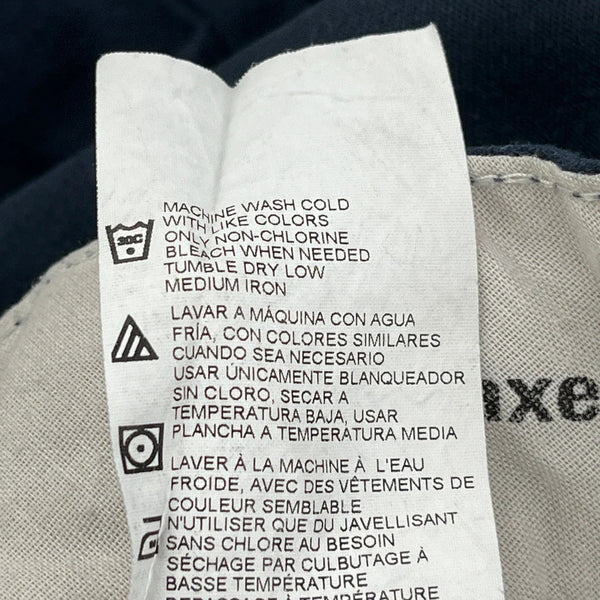 MACHINE WASH COLD
WITH LIKE COLORS
ONLY NON-CHLORINE
BLEACH WHEN NEEDED
TUMBLE DRY LOW
MEDIUM IRON
30C
LAVAR A MÁQUINA CON AGUA
FRÍA, CON COLORES SIMILARES
CUANDO SEA NECESARIO
USAR ÚNICAMENTE BLANQUEADOR
SIN CLORO, SECAR A
TEMPERATURA BAJA, USAR
PLANCHA A TEMPERATURA MEDIA
LAVER À LA MACHINE À L'EAU
FROIDE, AVEC DES VÊTEMENTS DE
COULEUR SEMBLABLE
N'UTILISER QUE DU JAVELLISANT
SANS CHLORE AU BESOIN
SÉCHAGE PAR CULBUTAGE À
BASSE TEMPÉRATURE